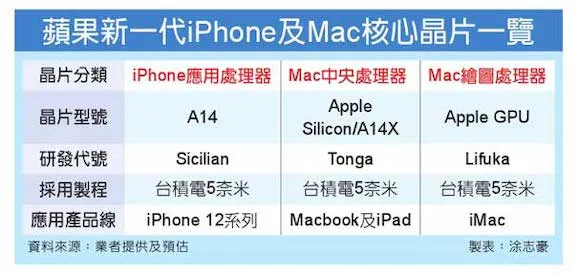 蘋果新一代iPhone及Mac核心晶片一覽
晶片分類 iPhone應用處理器 Mac中央處理器 Mac繪圖處理器
晶片型號 A14 Apple Silicon/A14X Apple GPU
研發代號 Sicilian Tonga Lifuka
採用製程 台積電5奈米 台積電5奈米 台積電5奈米
應用產品線 iPhone 12系列 Macbook及iPad iMac
資料來源：業者提供及預估 製表：涂志豪